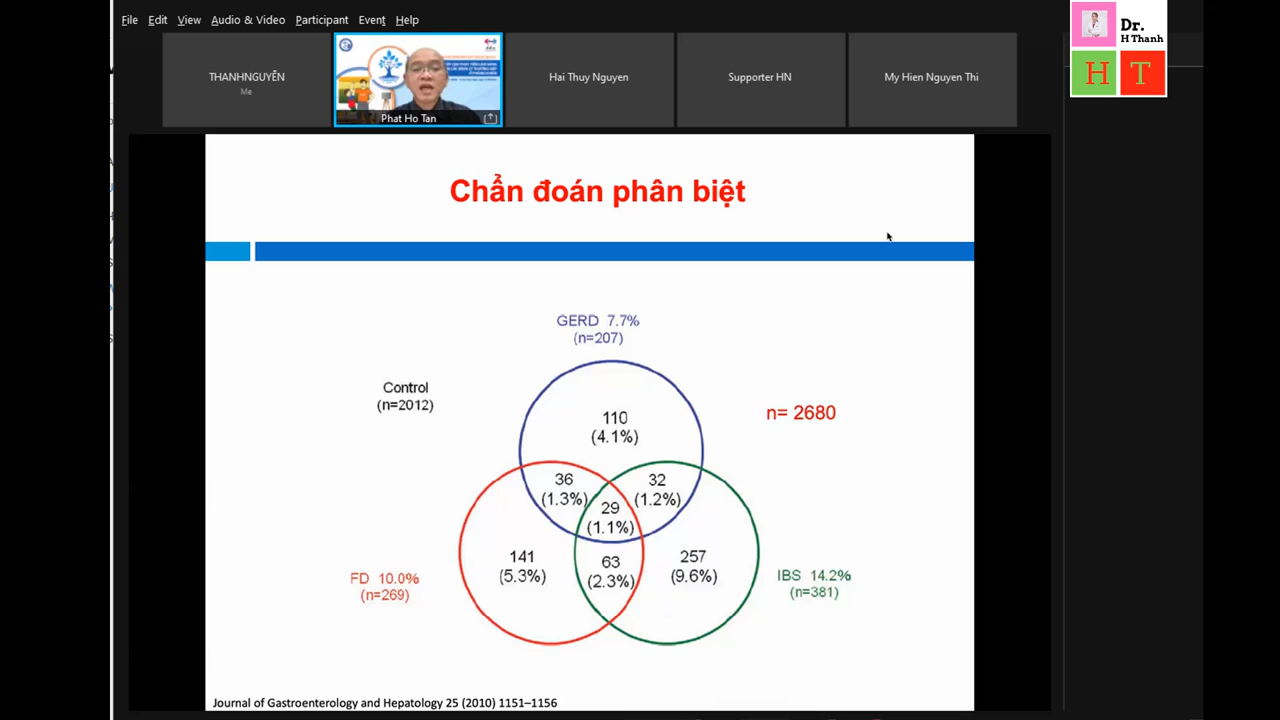 File Edit View Audio & Video Participant Event Help
Dr.
H Thanh
H T
THANHNGUYỄN
Me
Phat Ho Tan
Hai Thuy Nguyen
Supporter HN
My Hien Nguyen Thi
Chẩn đoán phân biệt
GERD 7.7%
(n=207)
Control
(n=2012)
n= 2680
110
(4.1%)
36
(1.3%)
32
(1.2%)
29
(1.1%)
141
(5.3%)
63
(2.3%)
257
(9.6%)
FD 10.0%
(n=269)
IBS 14.2%
(n=381)
Journal of Gastroenterology and Hepatology 25 (2010) 1151–1156